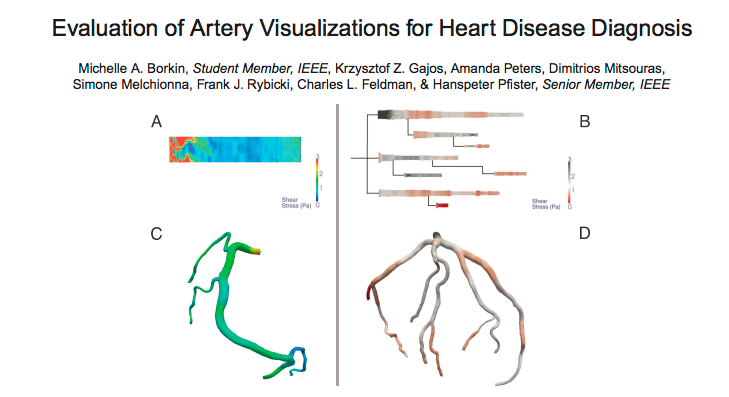 Evaluation of Artery Visualizations for Heart Disease Diagnosis
Michelle A. Borkin, Student Member, IEEE, Krzysztof Z. Gajos, Amanda Peters, Dimitrios Mitsouras,
Simone Melchionna, Frank J. Rybicki, Charles L. Feldman, & Hanspeter Pfister, Senior Member, IEEE
A
3
2
1
Shear
Stress (Pa) 0
B
3
2
1
Shear
Stress (Pa) 0
C
D